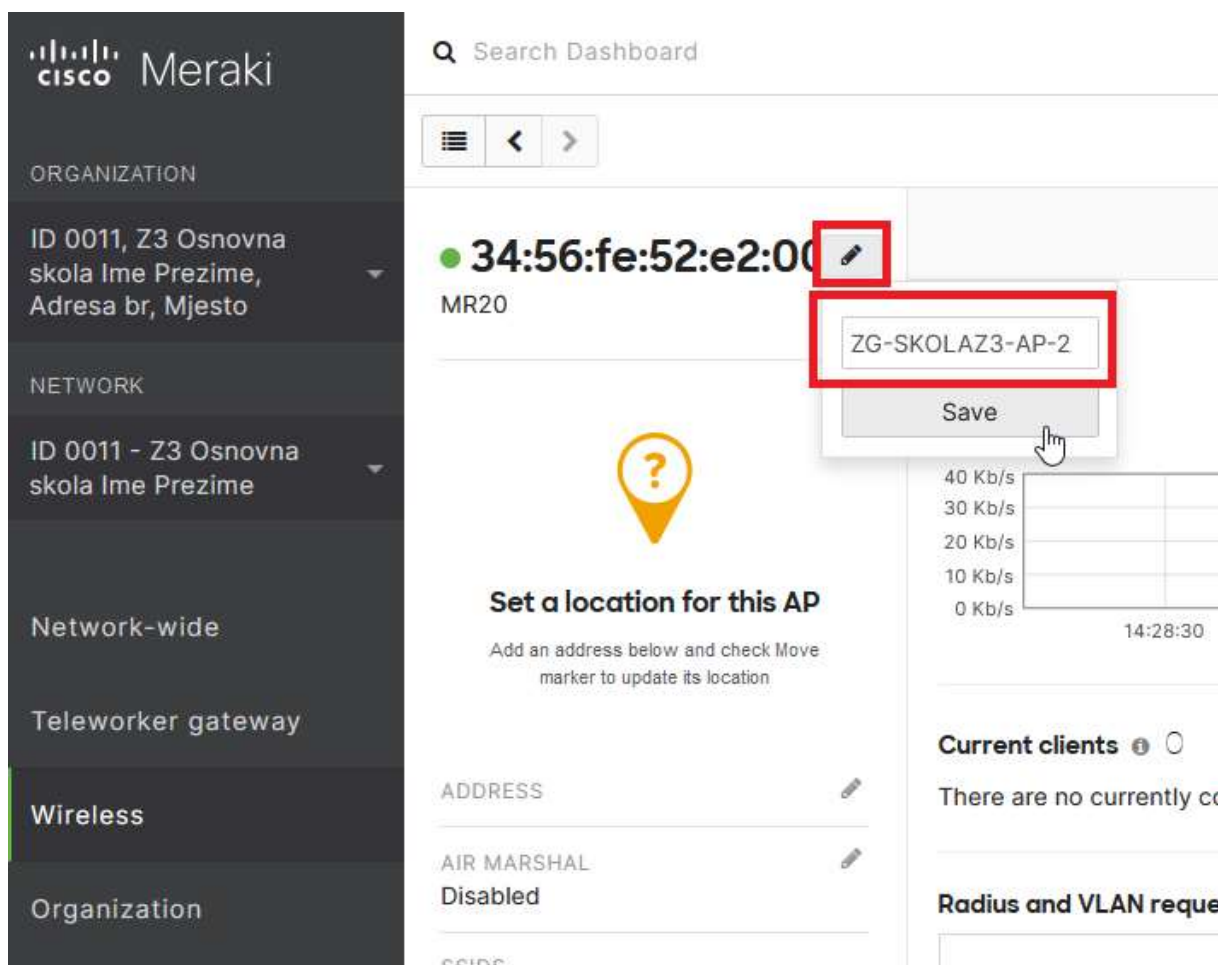 cisco Meraki
Search Dashboard
ORGANIZATION
ID 0011, Z3 Osnovna
skola Ime Prezime,
Adresa br, Mjesto
NETWORK
ID 0011 - Z3 Osnovna
skola Ime Prezime
Network-wide
Teleworker gateway
Wireless
Organization
34:56:fe:52:e2:00
MR20
ZG-SKOLAZ3-AP-2
Save
?
Set a location for this AP
Add an address below and check Move
marker to update its location
ADDRESS
AIR MARSHAL
Disabled
SSIDS
40 Kb/s
30 Kb/s
20 Kb/s
10 Kb/s
0 Kb/s
14:28:30
Current clients
There are no currently
Radius and VLAN